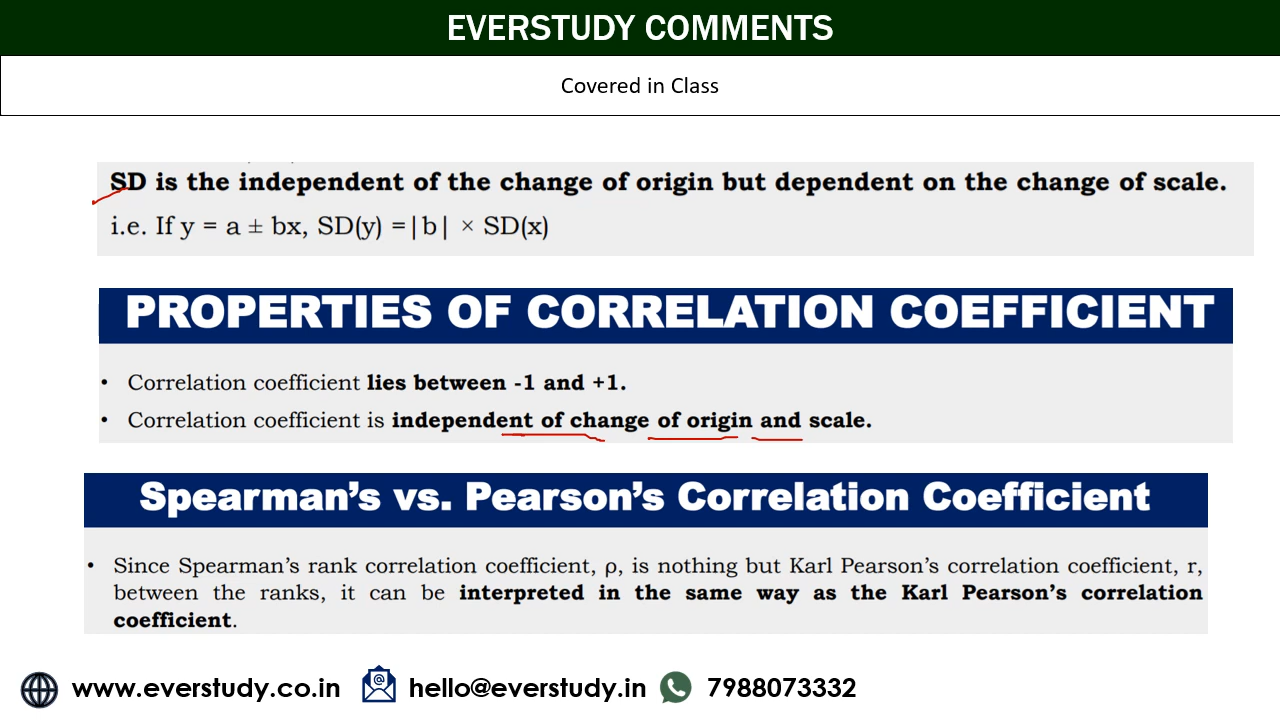 EVERSTUDY COMMENTS
Covered in Class
SD is the independent of the change of origin but dependent on the change of scale.
i.e. If y = a ± bx, SD(y) =|b| × SD(x)
PROPERTIES OF CORRELATION COEFFICIENT
• Correlation coefficient lies between -1 and +1.
• Correlation coefficient is independent of change of origin and scale.
Spearman’s vs. Pearson’s Correlation Coefficient
• Since Spearman’s rank correlation coefficient, ρ, is nothing but Karl Pearson’s correlation coefficient, r,
between the ranks, it can be interpreted in the same way as the Karl Pearson’s correlation
coefficient.
www.everstudy.co.in hello@everstudy.in 7988073332